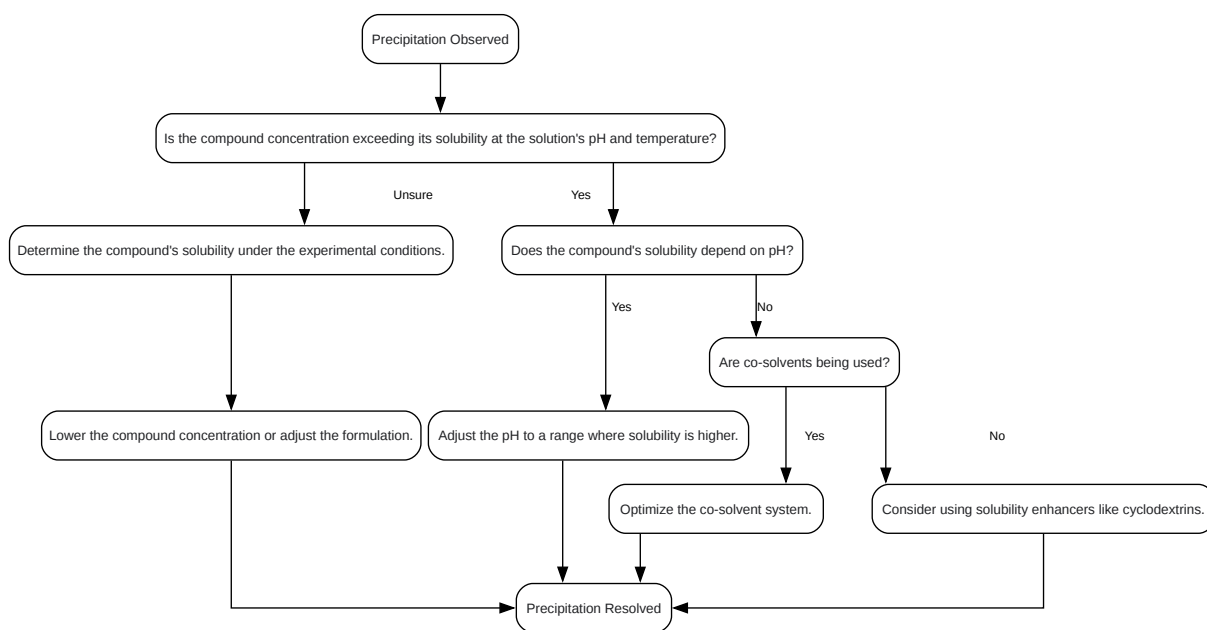 Precipitation Observed
Is the compound concentration exceeding its solubility at the solution's pH and temperature?
Unsure
Yes
Determine the compound's solubility under the experimental conditions.
Does the compound's solubility depend on pH?
Yes
No
Are co-solvents being used?
Lower the compound concentration or adjust the formulation.
Adjust the pH to a range where solubility is higher.
Yes
No
Optimize the co-solvent system.
Consider using solubility enhancers like cyclodextrins.
Precipitation Resolved